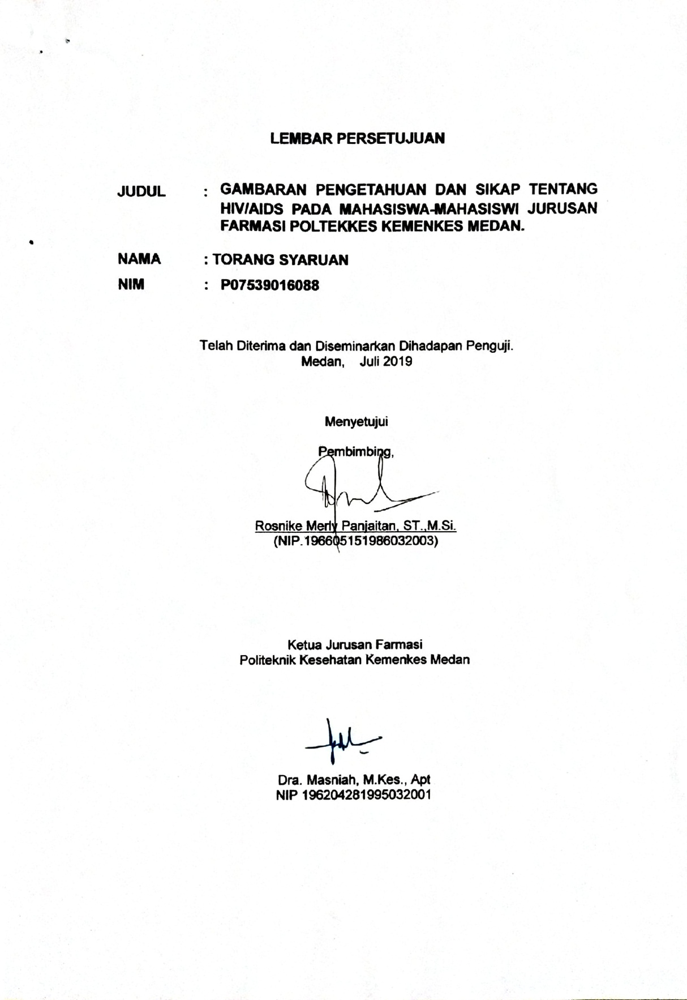 LEMBAR PERSETUJUAN
JUDUL : GAMBARAN PENGETAHUAN DAN SIKAP TENTANG
HIV/AIDS PADA MAHASISWA-MAHASISWI JURUSAN
FARMASI POLTEKKES KEMENKES MEDAN.
NAMA : TORANG SYARUAN
NIM : P07539016088
Telah Diterima dan Diseminarkan Dihadapan Penguji.
Medan, Juli 2019
Menyetujui
Pembimbing,
Rosnike Merly Panjaitan, ST.,M.Si.
(NIP.196605151986032003)
Ketua Jurusan Farmasi
Politeknik Kesehatan Kemenkes Medan
Dra. Masniah, M.Kes., Apt
NIP 196204281995032001